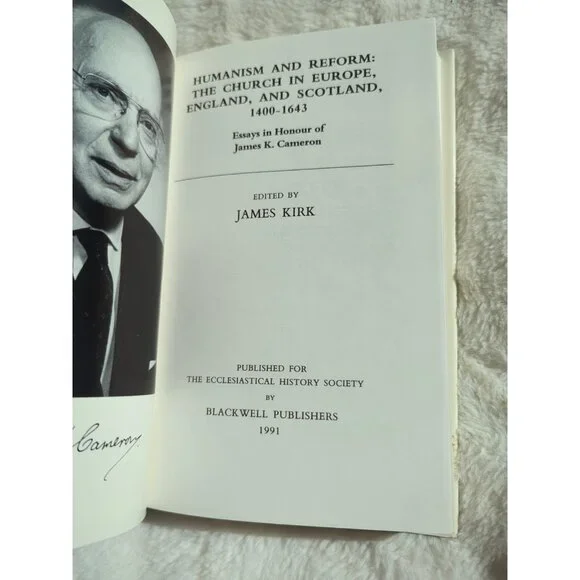 HUMANISM AND REFORM:
THE CHURCH IN EUROPE,
ENGLAND, AND SCOTLAND,
1400–1643
Essays in Honour of
James K. Cameron
EDITED BY
JAMES KIRK
PUBLISHED FOR
THE ECCLESIASTICAL HISTORY SOCIETY
BY
BLACKWELL PUBLISHERS
1991
Cameron.